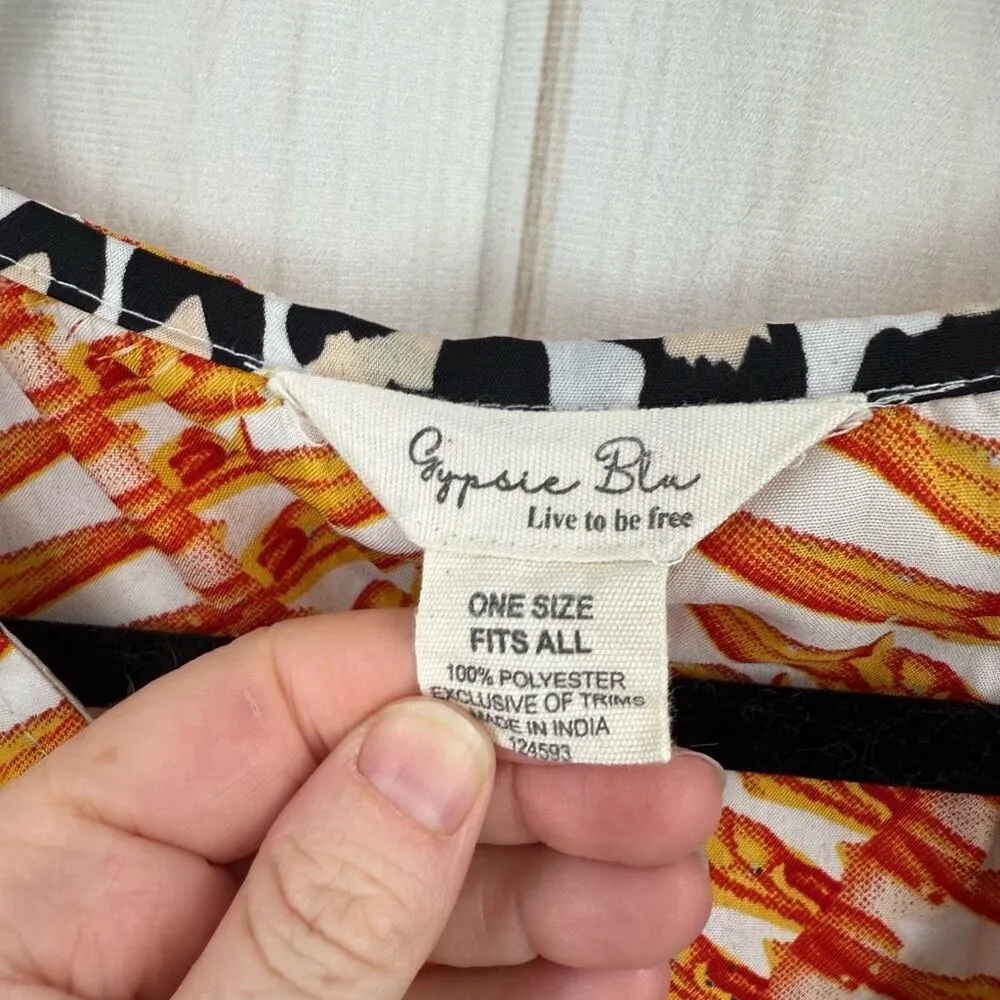 Gypsie Blu
Live to be free
ONE SIZE
FITS ALL
100% POLYESTER
EXCLUSIVE OF TRIMS
MADE IN INDIA
124593